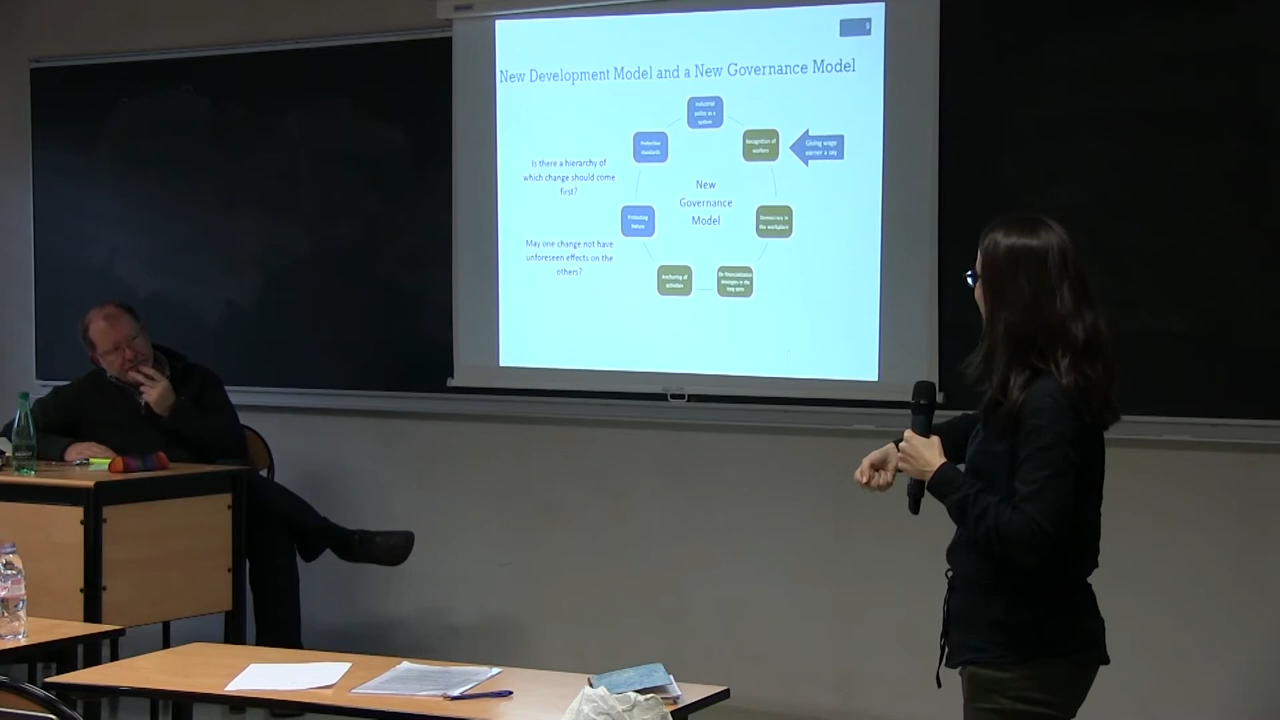 9
New Development Model and a New Governance Model
Industrial
policy as a
system
Recognition of
workers
Giving wage
earner a say
Democracy in
the workplace
De-financialization
strategies in the
long term
Anchoring of
activities
Protecting
Nature
Protection
standards
New
Governance
Model
Is there a hierarchy of
which change should come
first?
May one change not have
unforeseen effects on the
others?